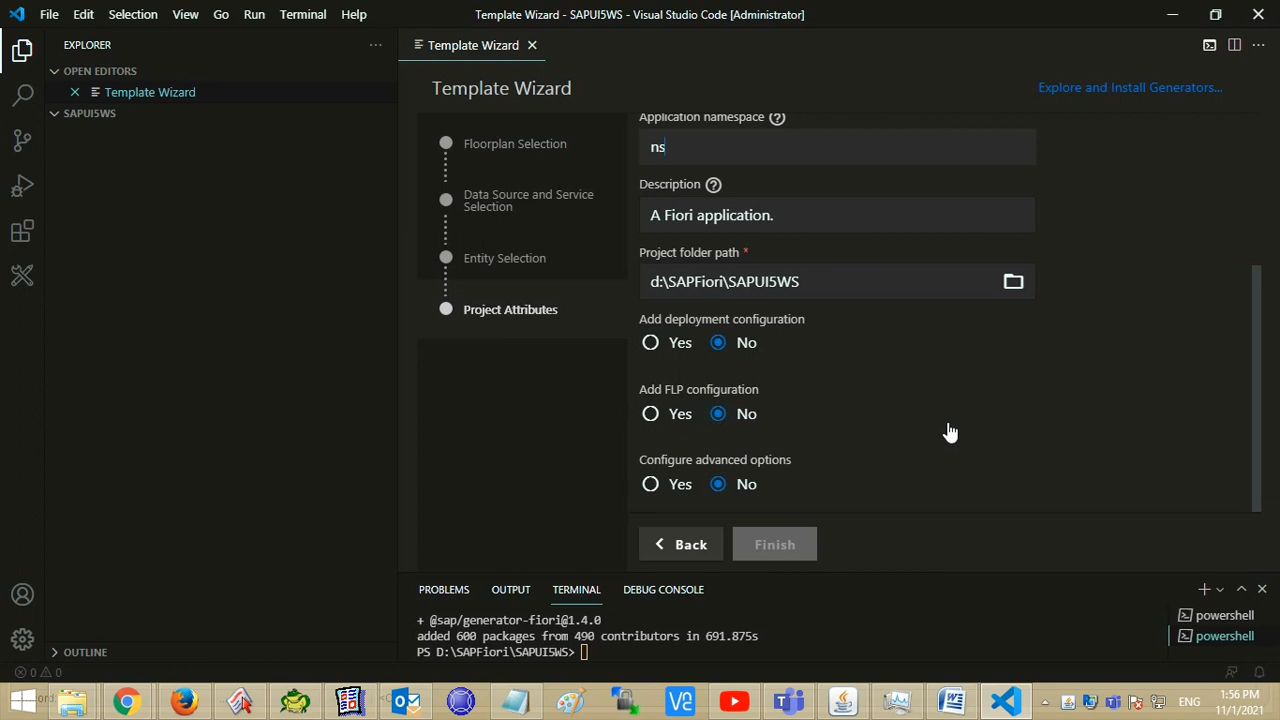 File Edit Selection View Go Run Terminal Help Template Wizard - SAPUI5WS - Visual Studio Code [Administrator]
EXPLORER
Template Wizard
OPEN EDITORS
Template Wizard
SAPUI5WS
Template Wizard
Explore and Install Generators...
Floorplan Selection
Data Source and Service
Selection
Entity Selection
Project Attributes
Application namespace
ns
Description
A Fiori application.
Project folder path *
d:\SAPFiori\SAPUI5WS
Add deployment configuration
Yes No
Add FLP configuration
Yes No
Configure advanced options
Yes No
Back Finish
PROBLEMS OUTPUT TERMINAL DEBUG CONSOLE
+ @sap/generator-fiori@1.4.0
added 600 packages from 490 contributors in 691.875s
PS D:\SAPFiori\SAPUI5WS>
powershell
powershell
OUTLINE
0 0
ENG
1:56 PM
11/1/2021